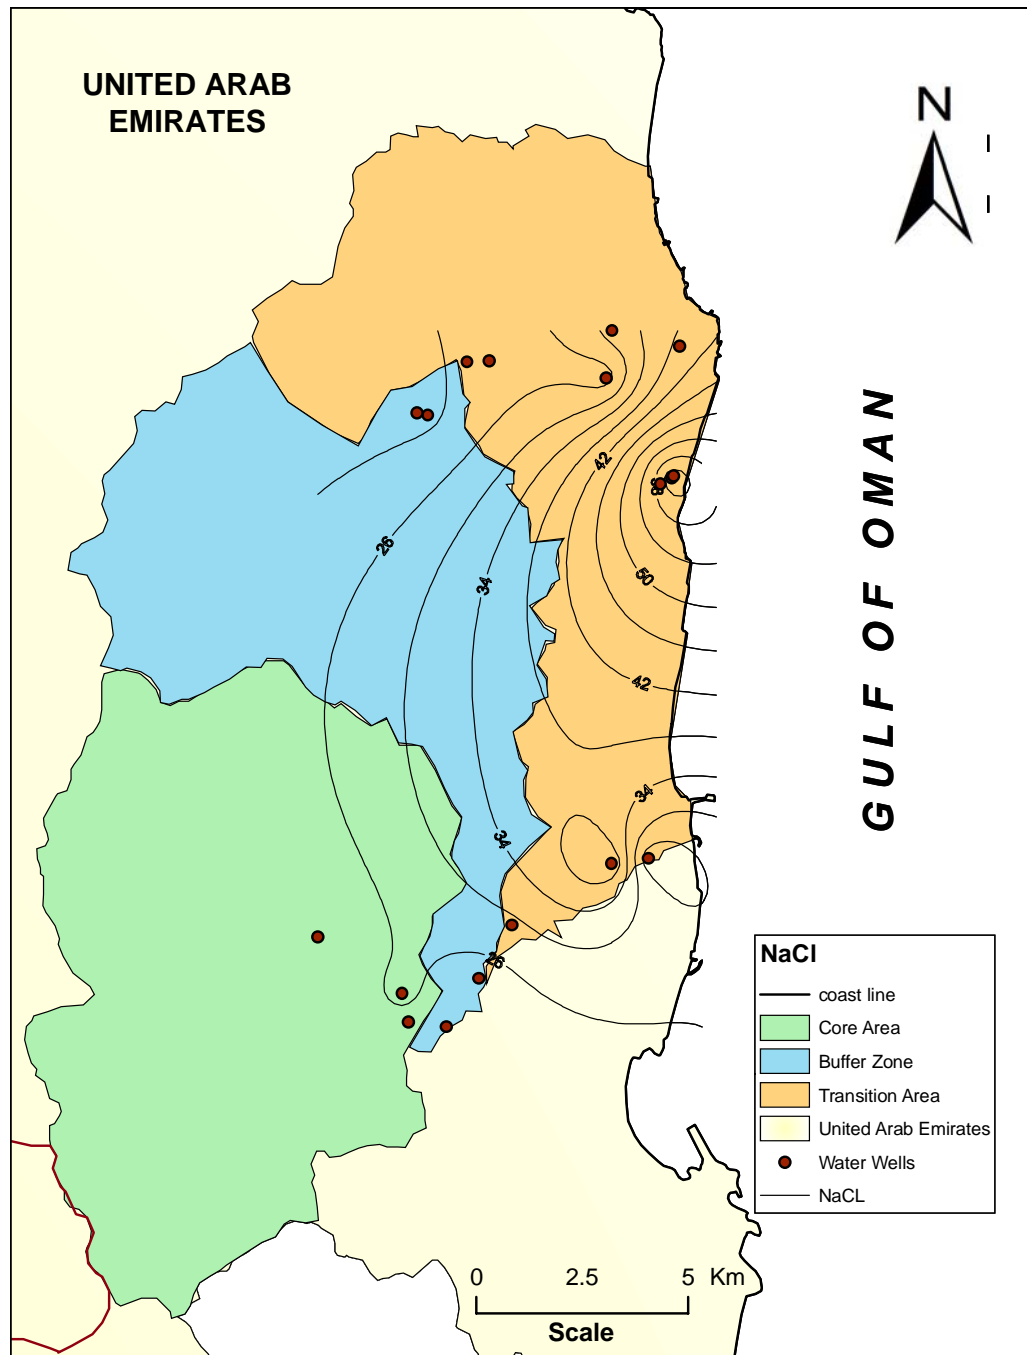 UNITED ARAB
EMIRATES
N
42
26
34
50
42
34
34
26
GULF OF OMAN
NaCl
coast line
Core Area
Buffer Zone
Transition Area
United Arab Emirates
Water Wells
NaCL
0 2.5 5 Km
Scale